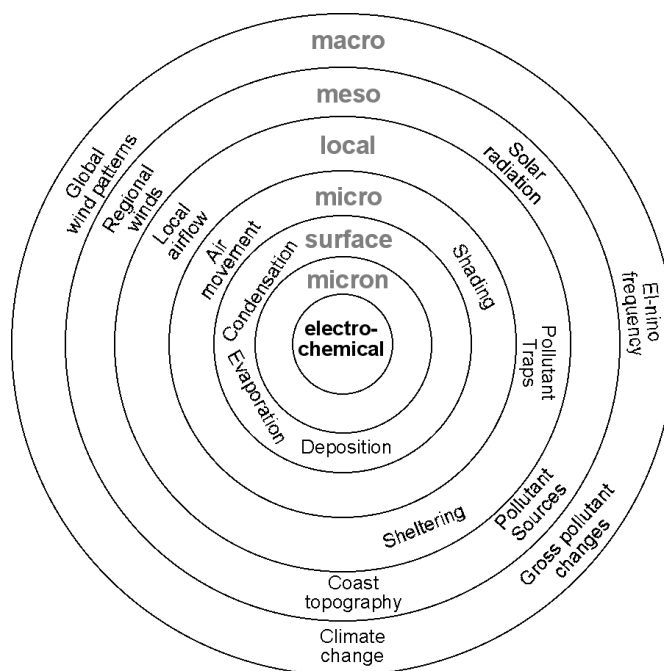 macro
meso
local
micro
surface
micron
electro-
chemical
Global
wind patterns
Regional
winds
Local
airflow
Air
movement
Condensation
Evaporation
Deposition
Shading
Solar
radiation
El-nino
frequency
Pollutant
Traps
Sheltering
Pollutant
Sources
Gross pollutant
changes
Coast
topography
Climate
change